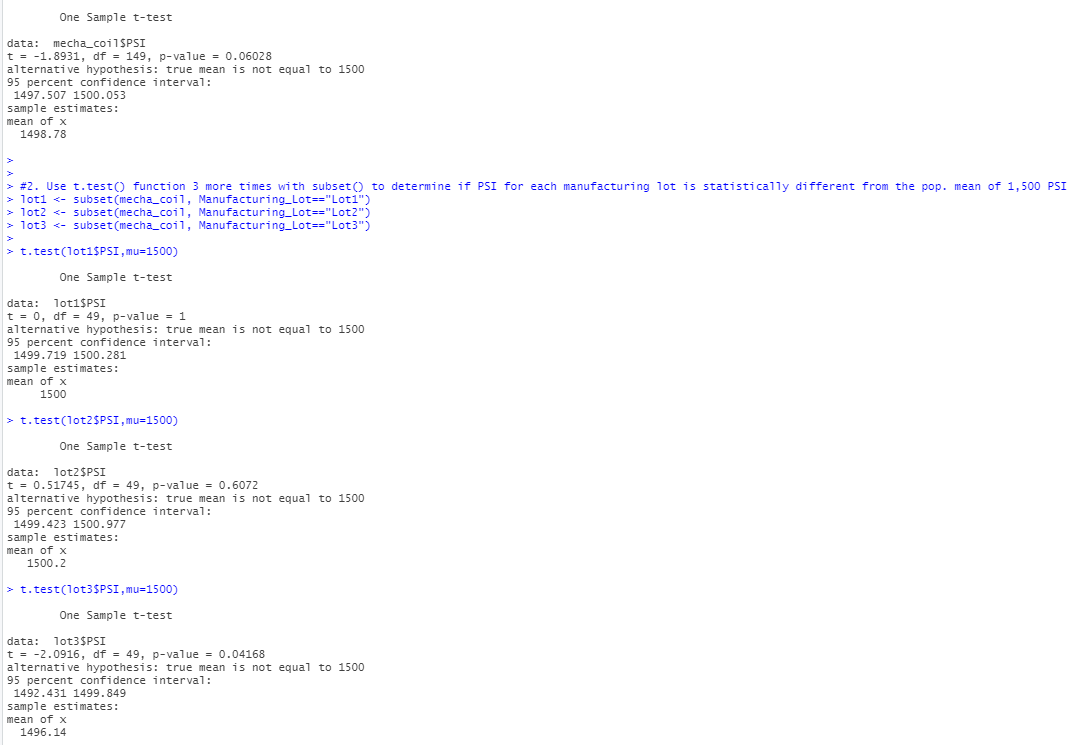 One Sample t-test
data:  mecha_coil$PSI
t = -1.8931, df = 149, p-value = 0.06028
alternative hypothesis: true mean is not equal to 1500
95 percent confidence interval:
 1497.507 1500.053
sample estimates:
mean of x
  1498.78
>
>
> #2. Use t.test() function 3 more times with subset() to determine if PSI for each manufacturing lot is statistically different from the pop. mean of 1,500 PSI
> lot1 <- subset(mecha_coil, Manufacturing_Lot=="Lot1")
> lot2 <- subset(mecha_coil, Manufacturing_Lot=="Lot2")
> lot3 <- subset(mecha_coil, Manufacturing_Lot=="Lot3")
>
> t.test(lot1$PSI,mu=1500)
One Sample t-test
data:  lot1$PSI
t = 0, df = 49, p-value = 1
alternative hypothesis: true mean is not equal to 1500
95 percent confidence interval:
 1499.719 1500.281
sample estimates:
mean of x
     1500
> t.test(lot2$PSI,mu=1500)
One Sample t-test
data:  lot2$PSI
t = 0.51745, df = 49, p-value = 0.6072
alternative hypothesis: true mean is not equal to 1500
95 percent confidence interval:
 1499.423 1500.977
sample estimates:
mean of x
   1500.2
> t.test(lot3$PSI,mu=1500)
One Sample t-test
data:  lot3$PSI
t = -2.0916, df = 49, p-value = 0.04168
alternative hypothesis: true mean is not equal to 1500
95 percent confidence interval:
 1492.431 1499.849
sample estimates:
mean of x
  1496.14